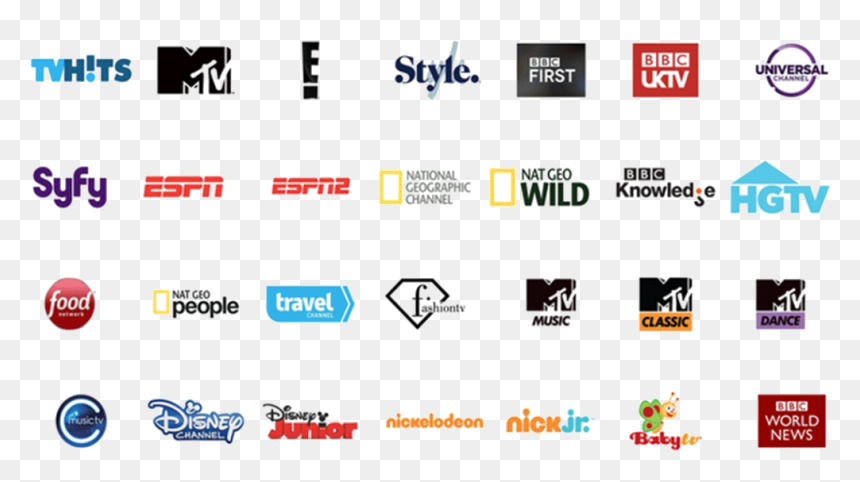 TVH!TS
MTV
E!
Style.
BBC
FIRST
BBC
UKTV
UNIVERSAL
CHANNEL
Syfy
ESPN
ESPN2
NATIONAL
GEOGRAPHIC
CHANNEL
NAT GEO
WILD
BBC
Knowledge
HGTV
food
network
NAT GEO
people
travel
CHANNEL
fashiontv
MTV
MUSIC
MTV
CLASSIC
MTV
DANCE
C
musictv
Disney
CHANNEL
Disney
Junior
nickelodeon
nick jr.
Babytv
BBC
WORLD
NEWS